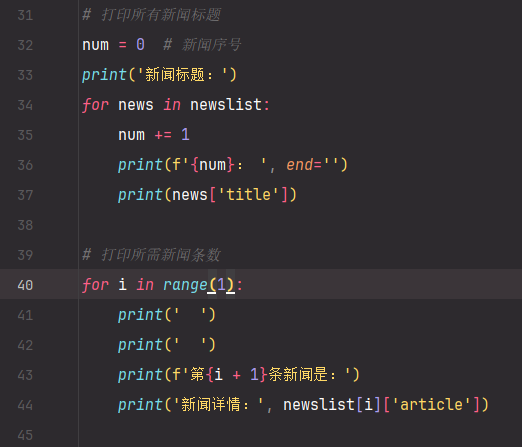 31 # 打印所有新闻标题
32 num = 0  # 新闻序号
33 print('新闻标题：')
34 for news in newslist:
35     num += 1
36     print(f'{num}： ', end='')
37     print(news['title'])
38
39 # 打印所需新闻条数
40 for i in range(1):
41     print('  ')
42     print('  ')
43     print(f'第{i + 1}条新闻是：')
44     print('新闻详情：', newslist[i]['article'])
45